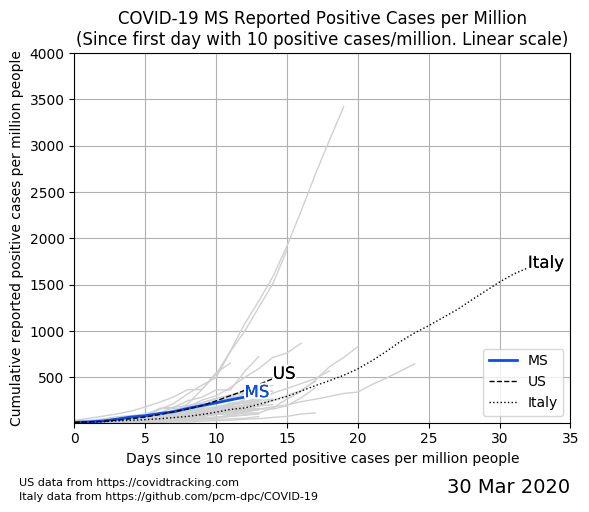 COVID-19 MS Reported Positive Cases per Million
(Since first day with 10 positive cases/million. Linear scale)
Cumulative reported positive cases per million people
4000
3500
3000
2500
2000
1500
1000
500
Italy
US
MS
MS
US
Italy
0
5
10
15
20
25
30
35
Days since 10 reported positive cases per million people
US data from https://covidtracking.com
Italy data from https://github.com/pcm-dpc/COVID-19
30 Mar 2020